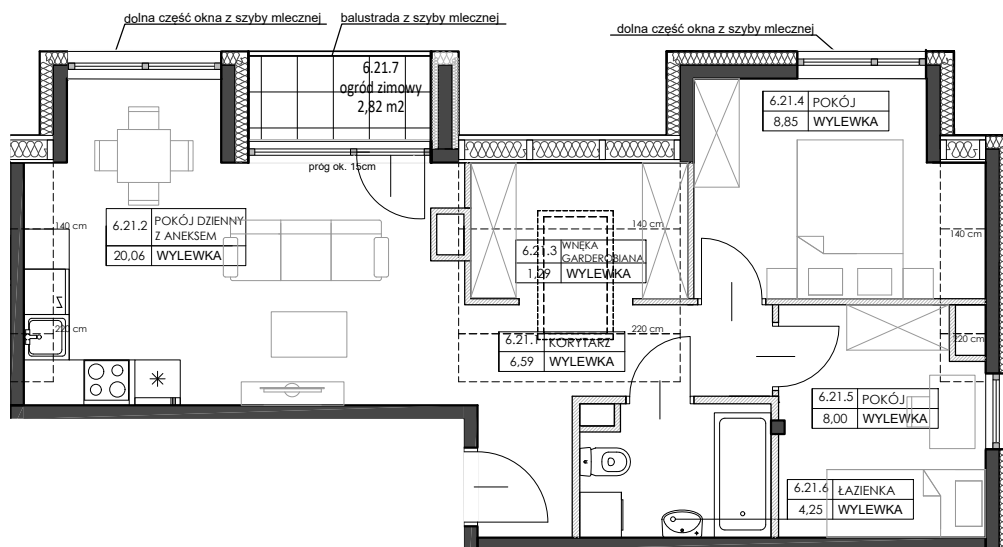 dolna część okna z szyby mlecznej
balustrada z szyby mlecznej
dolna część okna z szyby mlecznej
6.21.7
ogród zimowy
2,82 m2
próg ok. 15cm
6.21.4 POKÓJ
8,85 WYLEWKA
6.21.2 POKÓJ DZIENNY
Z ANEKSEM
20,06 WYLEWKA
140 cm
140 cm
140 cm
6.21.3 WNĘKA
GARDEROBIANA
1,29 WYLEWKA
220 cm
220 cm
220 cm
6.21.1 KORYTARZ
6,59 WYLEWKA
6.21.5 POKÓJ
8,00 WYLEWKA
6.21.6 ŁAZIENKA
4,25 WYLEWKA